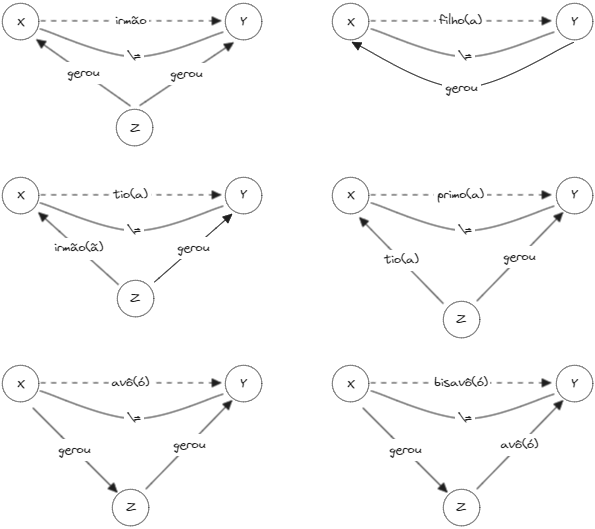 X irmão Y
\=
gerou gerou
Z
X filho(a) Y
\=
gerou
X tio(a) Y
\=
irmão(ã) gerou
Z
X primo(a) Y
\=
tio(a) gerou
Z
X avô(ó) Y
\=
gerou gerou
Z
X bisavô(ó) Y
\=
gerou avô(ó)
Z